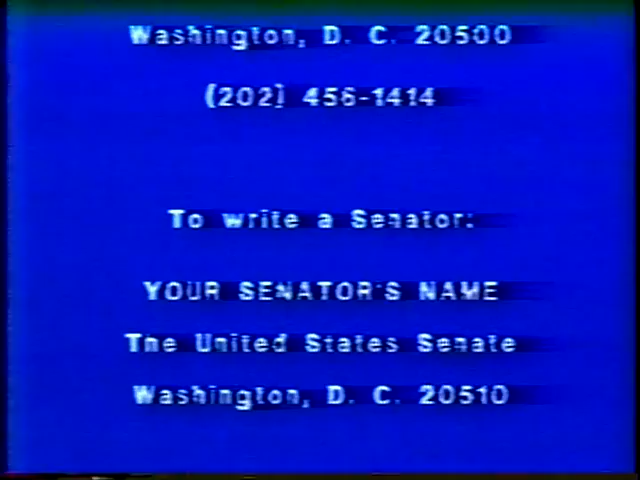 Washington, D. C. 20500
(202) 456-1414
To write a Senator:
YOUR SENATOR'S NAME
The United States Senate
Washington, D. C. 20510